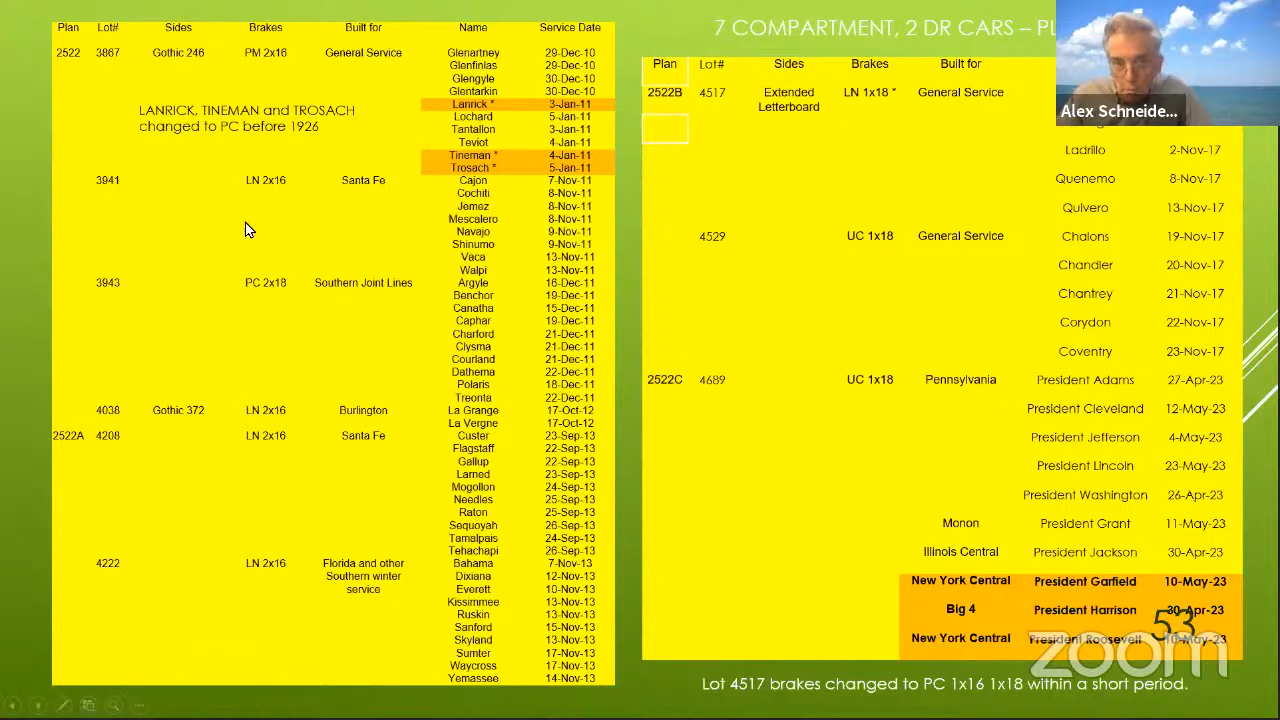 7 COMPARTMENT, 2 DR CARS –
Plan Lot# Sides Brakes Built for Name Service Date
2522 3867 Gothic 246 PM 2x16 General Service Glenartney 29-Dec-10
Glenfinlas 29-Dec-10
Glengyle 30-Dec-10
Glentarkin 30-Dec-10
Lanrick * 3-Jan-11
Lochard 5-Jan-11
Tantallon 3-Jan-11
Teviot 4-Jan-11
Tineman * 4-Jan-11
Trosach * 5-Jan-11
LANRICK, TINEMAN and TROSACH
changed to PC before 1926
3941 LN 2x16 Santa Fe Cajon 7-Nov-11
Cochiti 8-Nov-11
Jemez 8-Nov-11
Mescalero 8-Nov-11
Navajo 9-Nov-11
Shinumo 9-Nov-11
Vaca 13-Nov-11
Walpi 13-Nov-11
3943 PC 2x18 Southern Joint Lines Argyle 16-Dec-11
Benchor 19-Dec-11
Canatha 15-Dec-11
Caphar 19-Dec-11
Charford 21-Dec-11
Clysma 21-Dec-11
Courland 21-Dec-11
Dathema 22-Dec-11
Polaris 18-Dec-11
Treonta 22-Dec-11
4038 Gothic 372 LN 2x16 Burlington La Grange 17-Oct-12
La Vergne 17-Oct-12
2522A 4208 LN 2x16 Santa Fe Custer 23-Sep-13
Flagstaff 22-Sep-13
Gallup 22-Sep-13
Larned 23-Sep-13
Mogollon 24-Sep-13
Needles 25-Sep-13
Raton 25-Sep-13
Sequoyah 26-Sep-13
Tamalpais 24-Sep-13
Tehachapi 26-Sep-13
4222 LN 2x16 Florida and other Bahama 7-Nov-13
Southern winter Dixiana 12-Nov-13
service Everett 10-Nov-13
Kissimmee 13-Nov-13
Ruskin 13-Nov-13
Sanford 15-Nov-13
Skyland 13-Nov-13
Sumter 17-Nov-13
Waycross 17-Nov-13
Yemassee 14-Nov-13
Plan Lot# Sides Brakes Built for
2522B 4517 Extended LN 1x18 * General Service
Letterboard
Alex Schneide...
Ladrillo 2-Nov-17
Quenemo 8-Nov-17
Quivero 13-Nov-17
4529 UC 1x18 General Service Chalons 19-Nov-17
Chandler 20-Nov-17
Chantrey 21-Nov-17
Corydon 22-Nov-17
Coventry 23-Nov-17
2522C 4689 UC 1x18 Pennsylvania President Adams 27-Apr-23
President Cleveland 12-May-23
President Jefferson 4-May-23
President Lincoln 23-May-23
President Washington 26-Apr-23
Monon President Grant 11-May-23
Illinois Central President Jackson 30-Apr-23
New York Central President Garfield 10-May-23
Big 4 President Harrison 30-Apr-23
New York Central President Roosevelt 10-May-23
53
zoom
Lot 4517 brakes changed to PC 1x16 1x18 within a short period.